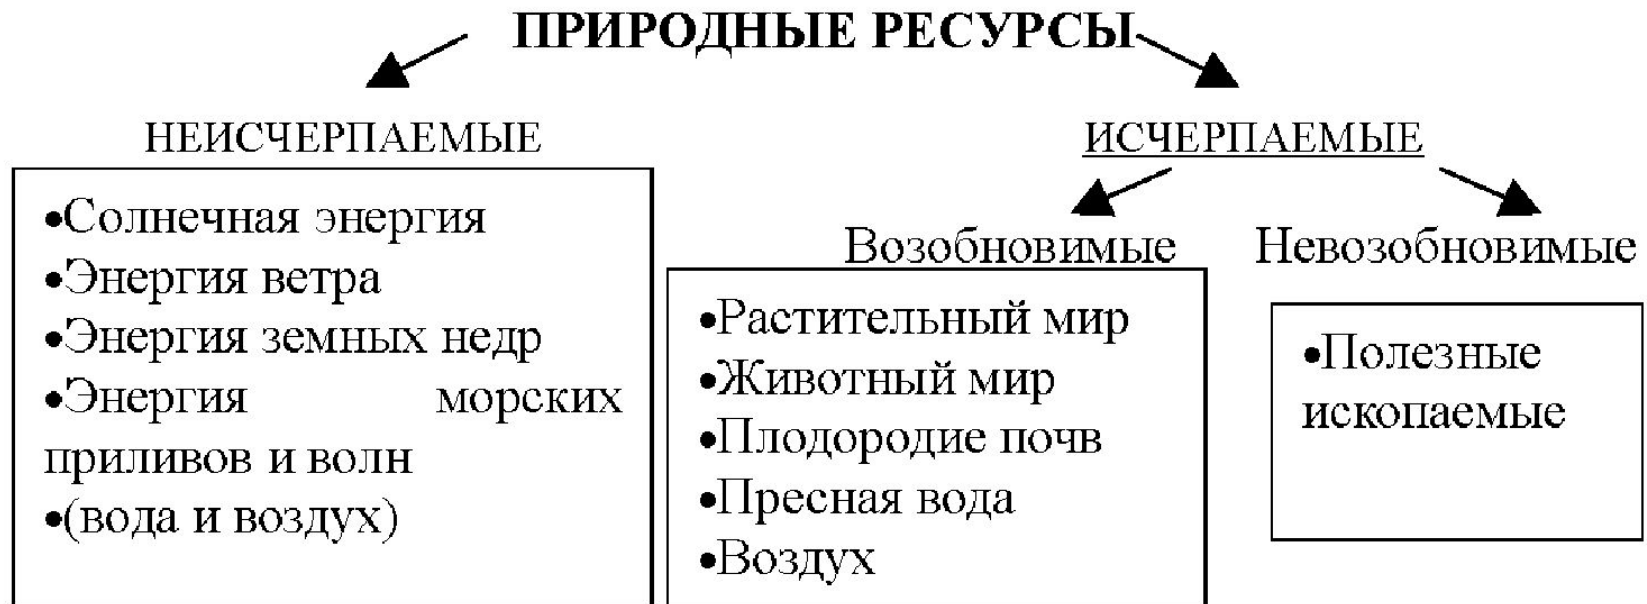 ПРИРОДНЫЕ РЕСУРСЫ
НЕИСЧЕРПАЕМЫЕ
•Солнечная энергия
•Энергия ветра
•Энергия земных недр
•Энергия морских
приливов и волн
•(вода и воздух)
ИСЧЕРПАЕМЫЕ
Возобновимые
•Растительный мир
•Животный мир
•Плодородие почв
•Пресная вода
•Воздух
Невозобновимые
•Полезные
ископаемые